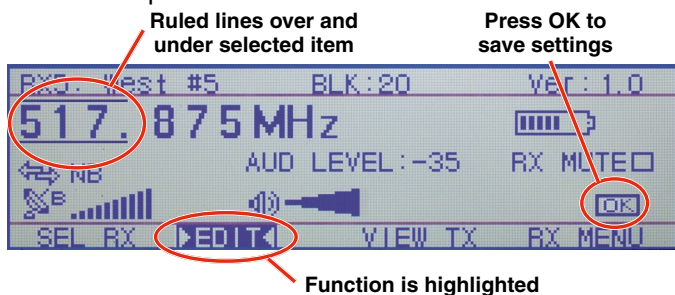 Ruled lines over and
under selected item
Press OK to
save settings
RX5: West #5 BLK:20 Ver: 1.0
517.875MHz
NB AUD LEVEL:-35 RX MUTE
B
OK
SEL RX EDIT VIEW TX RX MENU
Function is highlighted